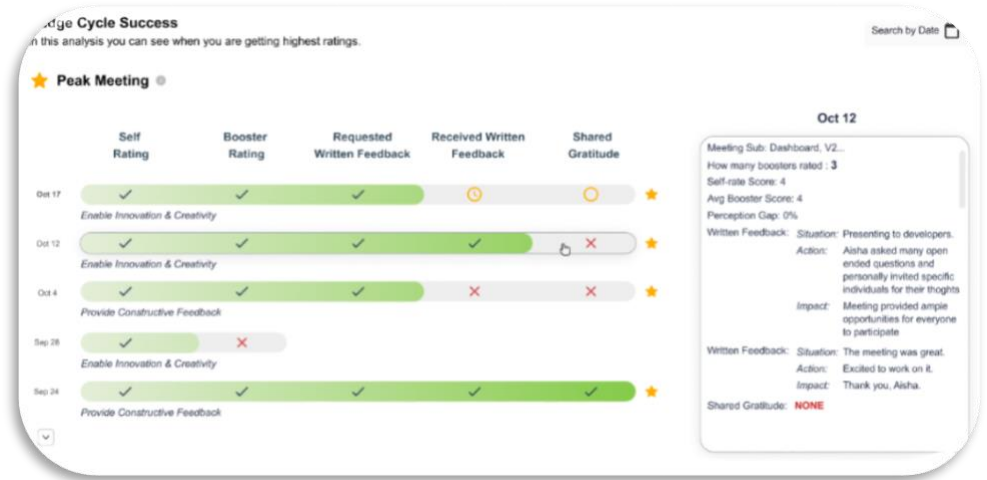 Cycle Success
this analysis you can see when you are getting highest ratings.
Search by Date
Peak Meeting
Self Rating
Booster Rating
Requested Written Feedback
Received Written Feedback
Shared Gratitude
Oct 17
Enable Innovation & Creativity
Oct 12
Enable Innovation & Creativity
Oct 4
Provide Constructive Feedback
Sep 28
Enable Innovation & Creativity
Sep 24
Provide Constructive Feedback
Oct 12
Meeting Sub: Dashboard, V2...
How many boosters rated : 3
Self-rate Score: 4
Avg Booster Score: 4
Perception Gap: 0%
Written Feedback: Situation: Presenting to developers.
Action: Aisha asked many open
ended questions and
personally invited specific
individuals for their thoghts
Impact: Meeting provided ample
opportunities for everyone
to participate
Written Feedback: Situation: The meeting was great.
Action: Excited to work on it.
Impact: Thank you, Aisha.
Shared Gratitude: NONE